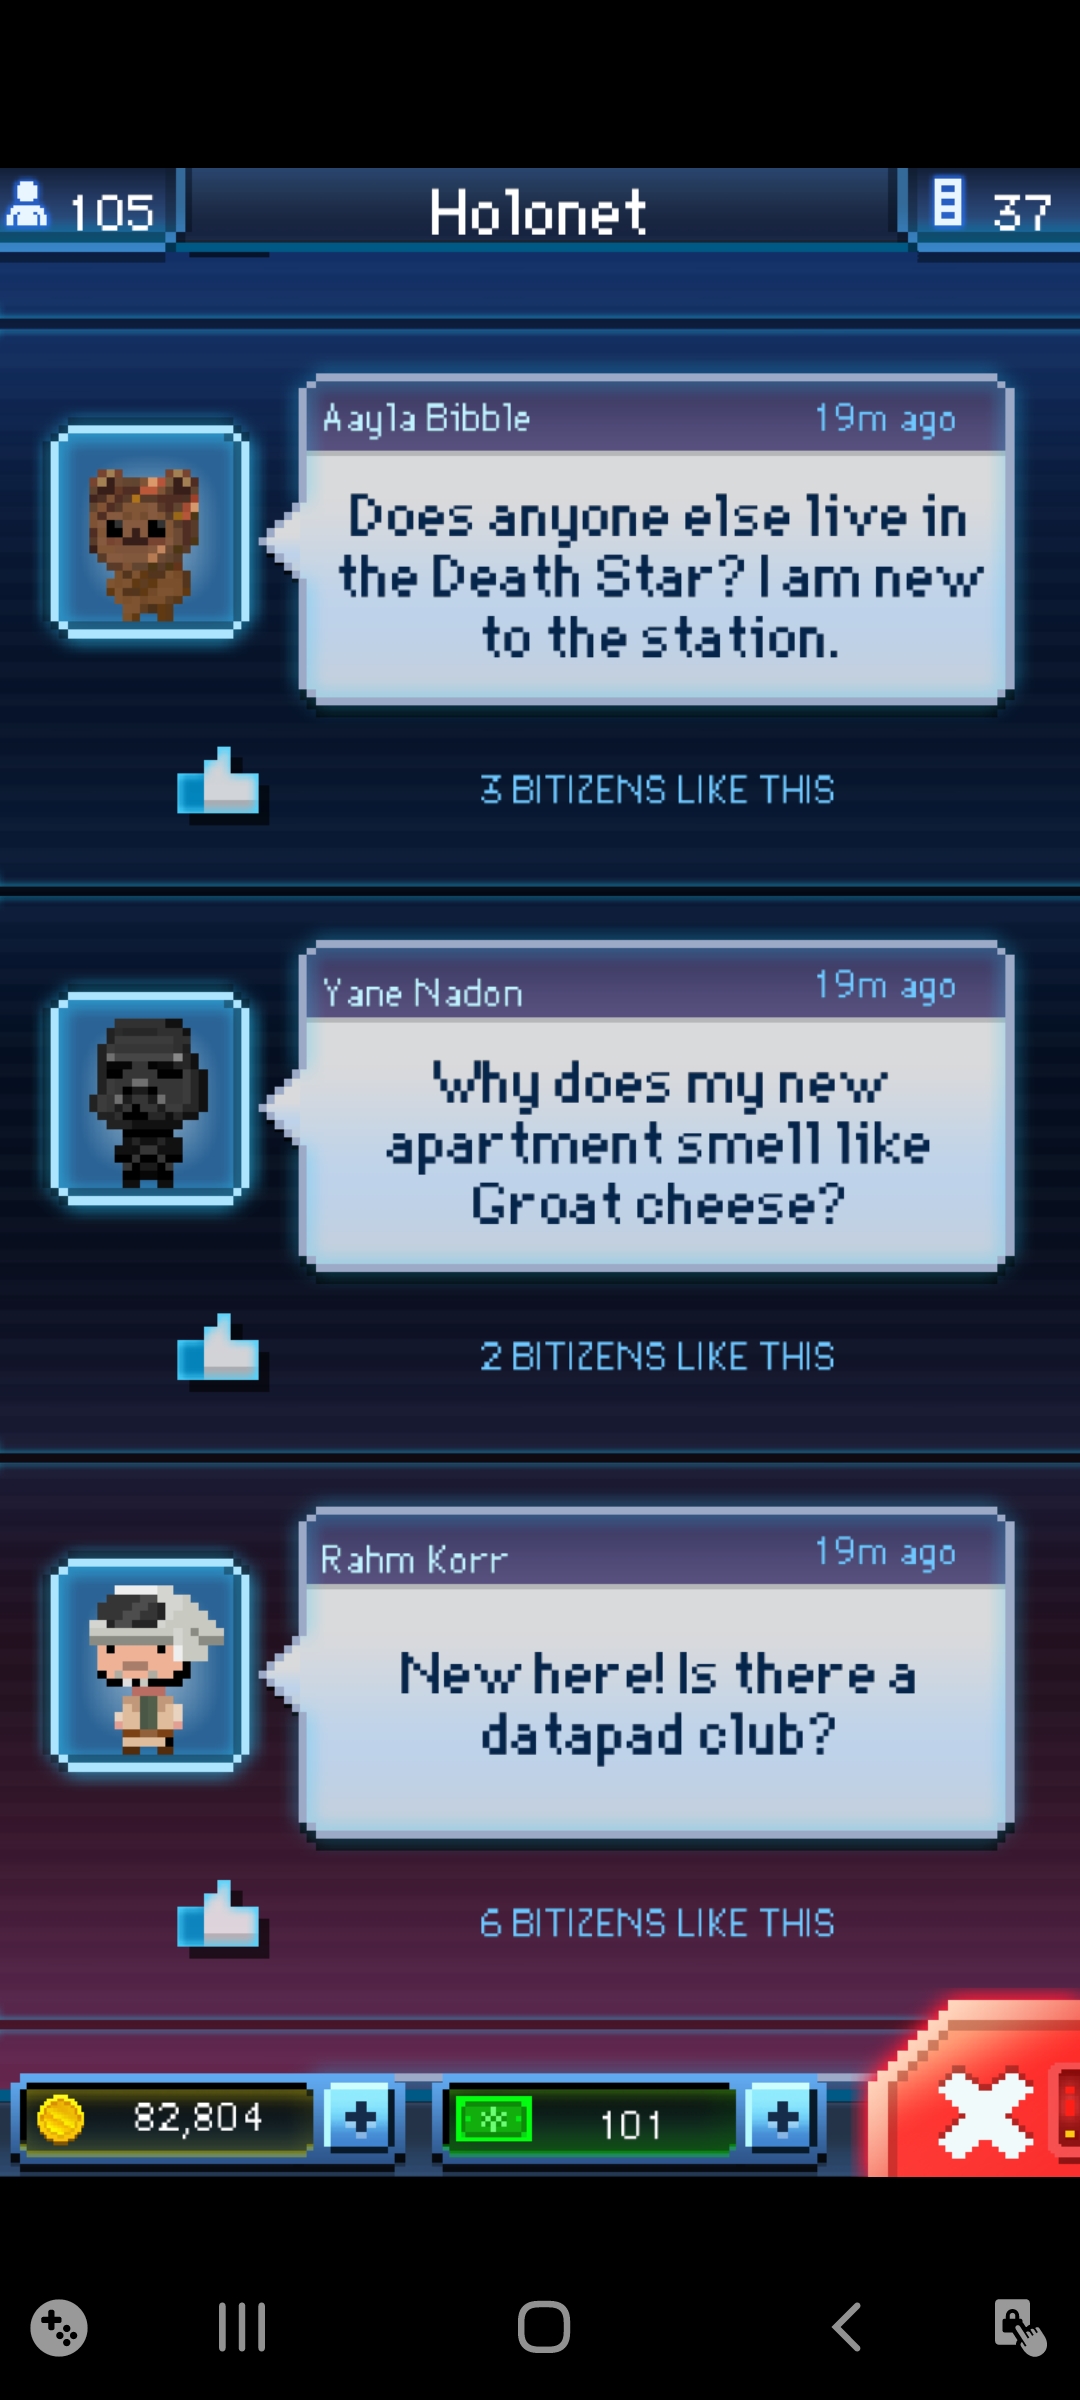 105 Holonet 37
Aayla Bibble 19m ago
Does anyone else live in
the Death Star? I am new
to the station.
3 BITIZENS LIKE THIS
Yane Nadon 19m ago
Why does my new
apartment smell like
Groat cheese?
2 BITIZENS LIKE THIS
Rahm Korr 19m ago
New here! Is there a
datapad club?
6 BITIZENS LIKE THIS
82,804 + 101 +